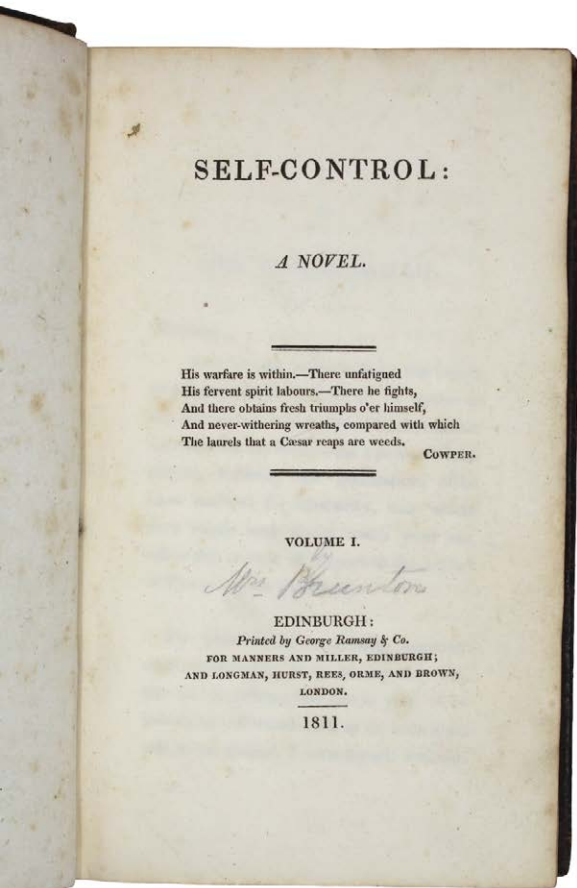 SELF-CONTROL:
A NOVEL.
His warfare is within.—There unfatigued
His fervent spirit labours.—There he fights,
And there obtains fresh triumphs o'er himself,
And never-withering wreaths, compared with which
The laurels that a Cæsar reaps are weeds.
COWPER.
VOLUME I.
by
Mrs Brunton
EDINBURGH:
Printed by George Ramsay & Co.
FOR MANNERS AND MILLER, EDINBURGH;
AND LONGMAN, HURST, REES, ORME, AND BROWN,
LONDON.
1811.